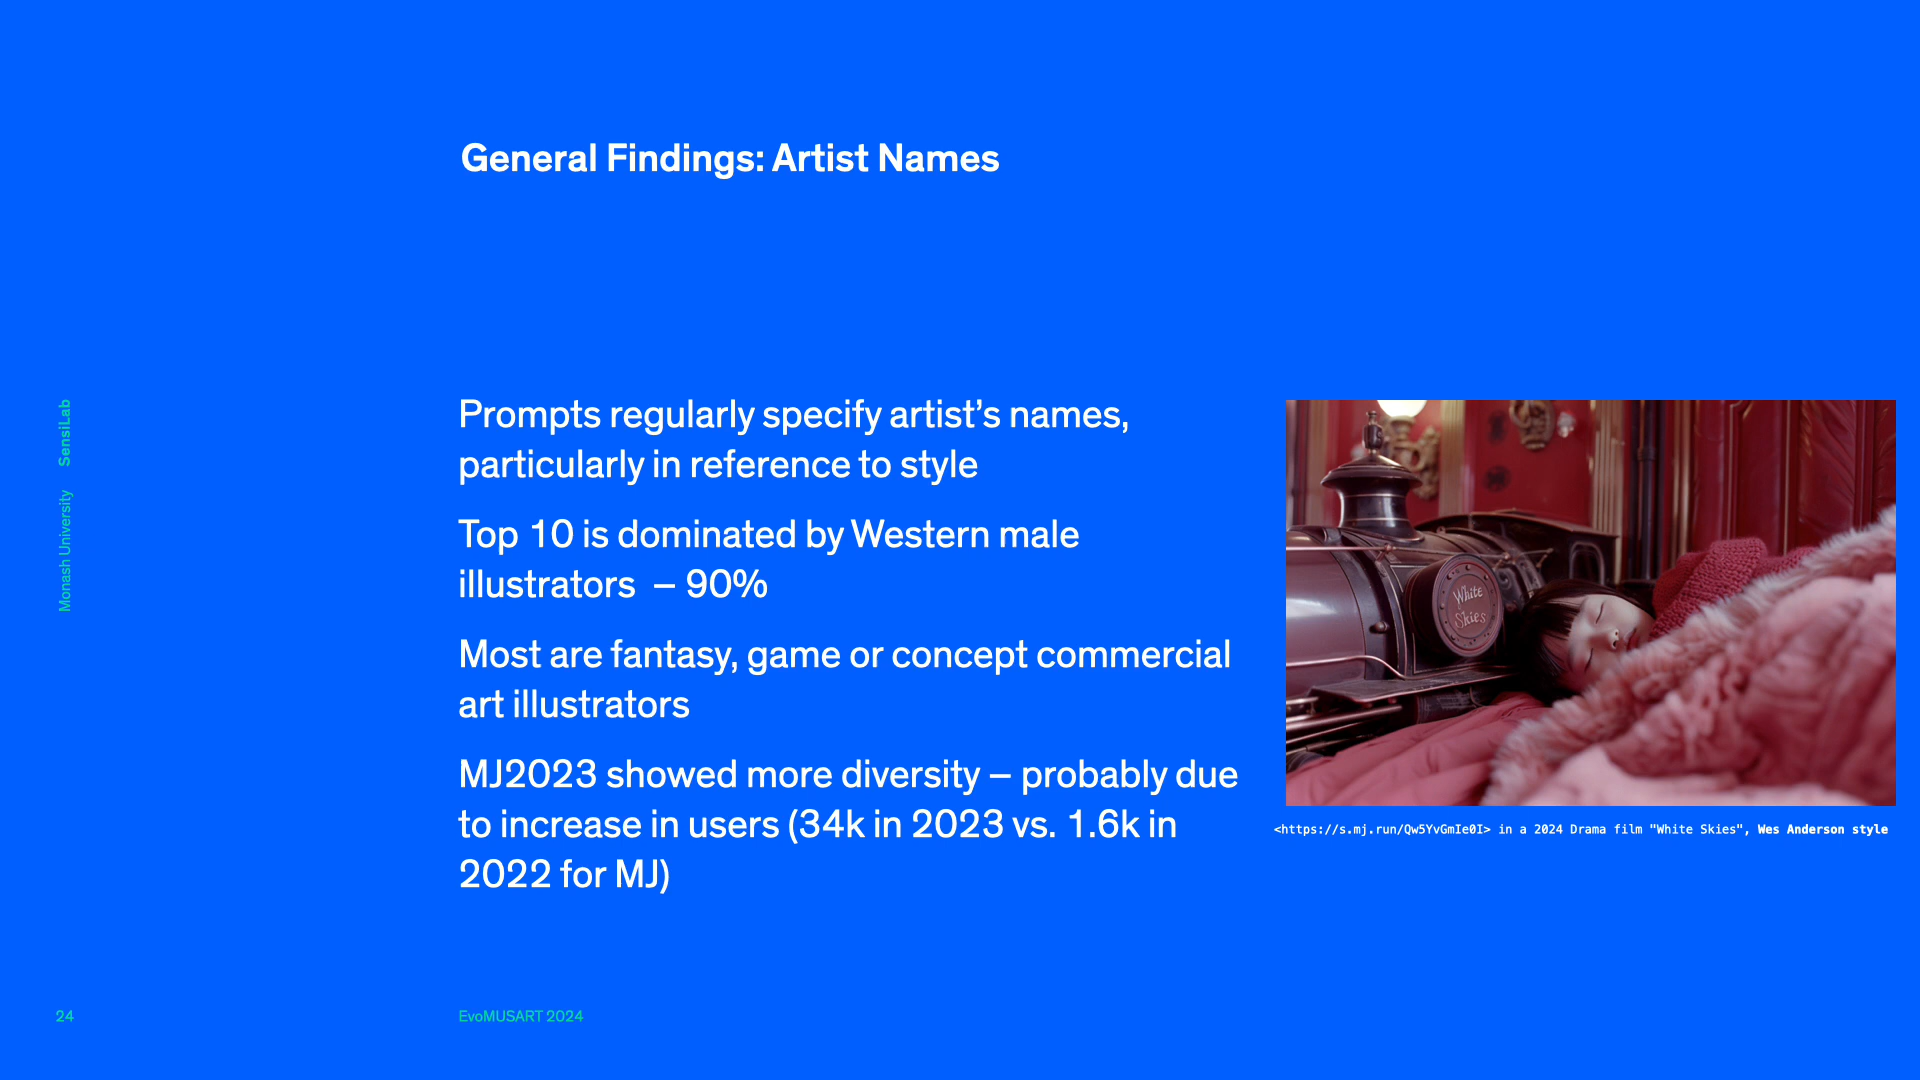 General Findings: Artist Names
Prompts regularly specify artist’s names,
particularly in reference to style
Top 10 is dominated by Western male
illustrators – 90%
Most are fantasy, game or concept commercial
art illustrators
MJ2023 showed more diversity – probably due
to increase in users (34k in 2023 vs. 1.6k in
2022 for MJ)
White
Skies
<https://s.mj.run/Qw5YvGmIe0I> in a 2024 Drama film "White Skies", Wes Anderson style
Monash University SensiLab
24
EvoMUSART 2024